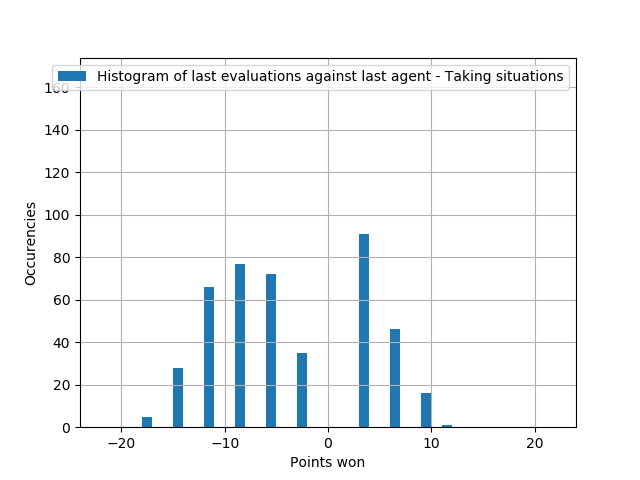 Histogram of last evaluations against last agent - Taking situations
160
140
120
100
80
60
40
20
0
Occurencies
−20 −10 0 10 20
Points won